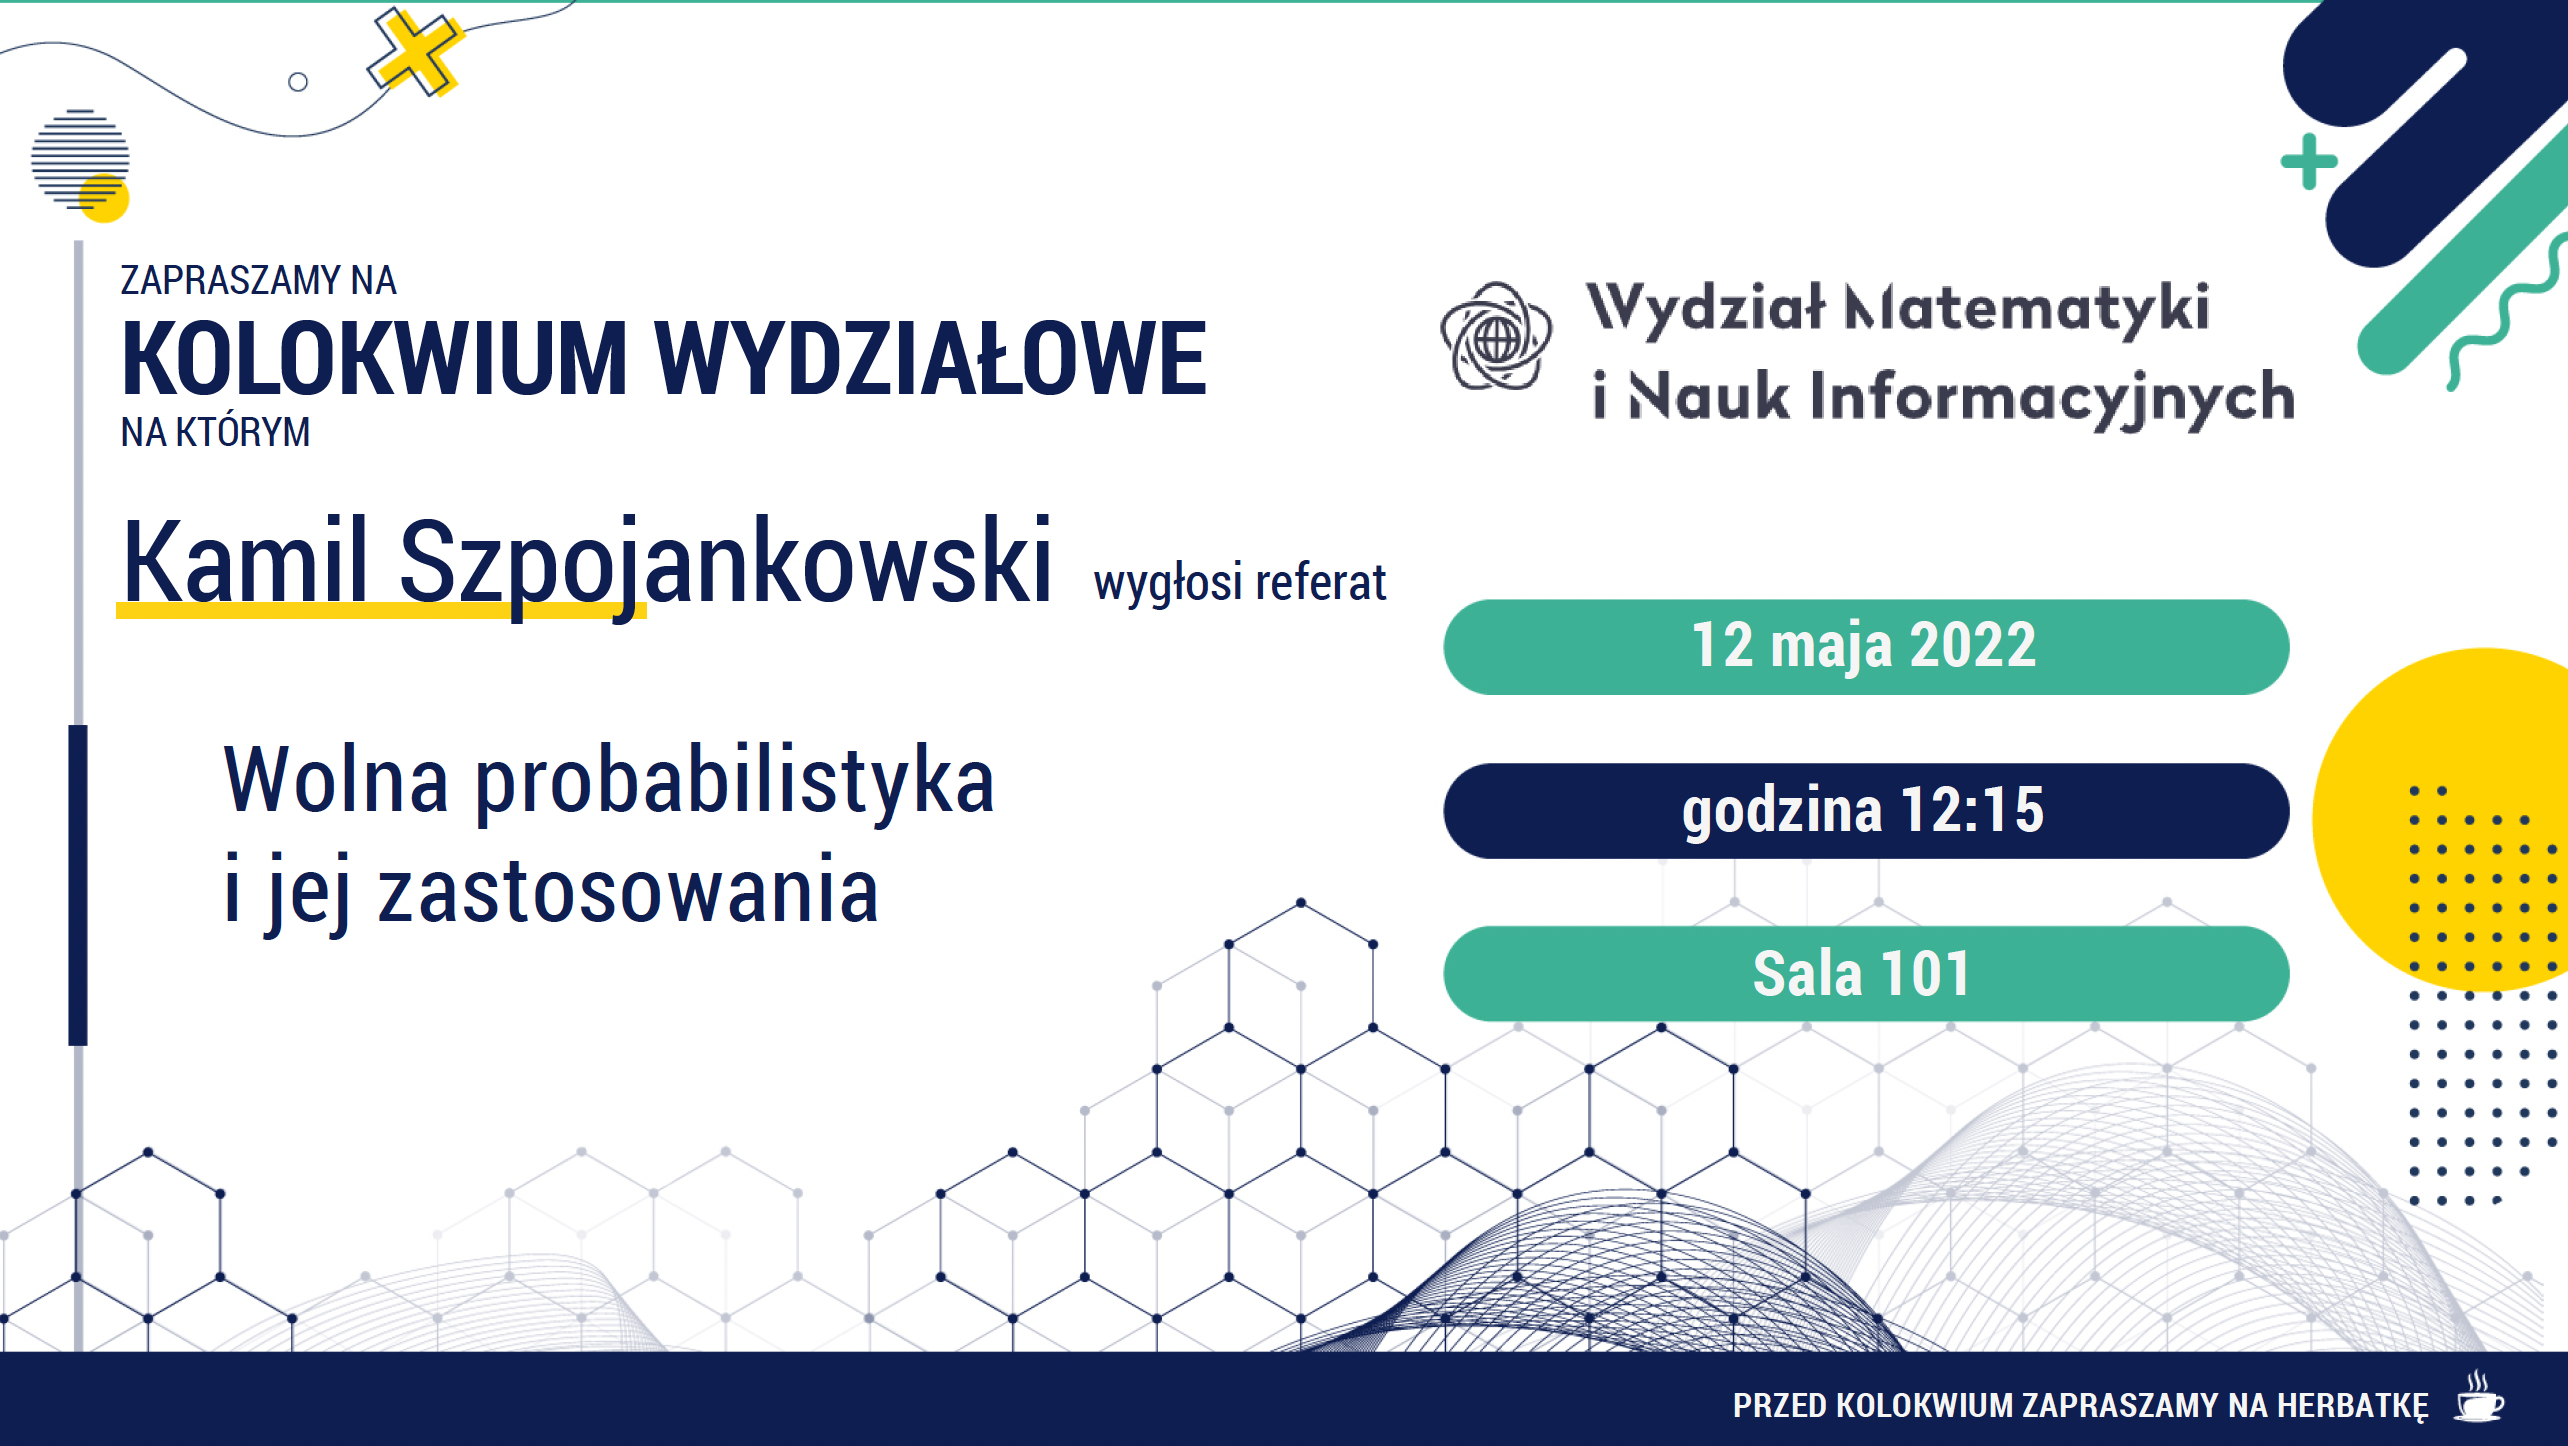 ZAPRASZAMY NA
KOLOKWIUM WYDZIAŁOWE
NA KTÓRYM
Kamil Szpojankowski wygłosi referat
Wolna probabilistyka
i jej zastosowania
Wydział Matematyki
i Nauk Informacyjnych
12 maja 2022
godzina 12:15
Sala 101
PRZED KOLOKWIUM ZAPRASZAMY NA HERBATKĘ